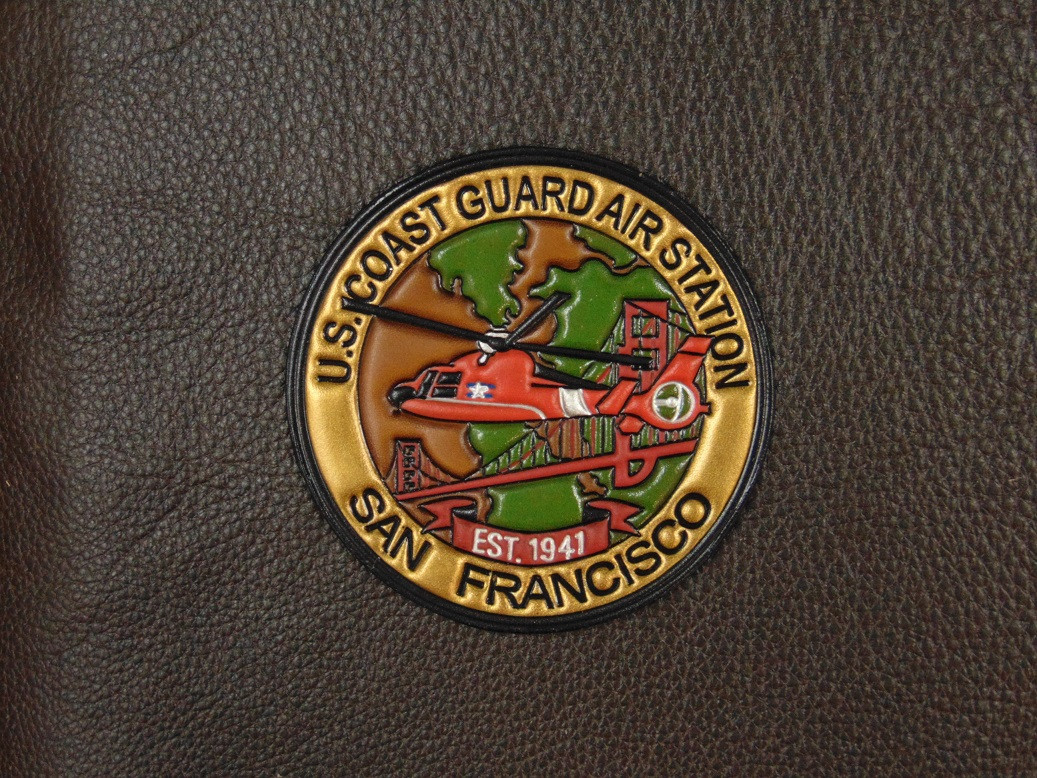 U.S. COAST GUARD AIR STATION
EST. 1941
SAN FRANCISCO